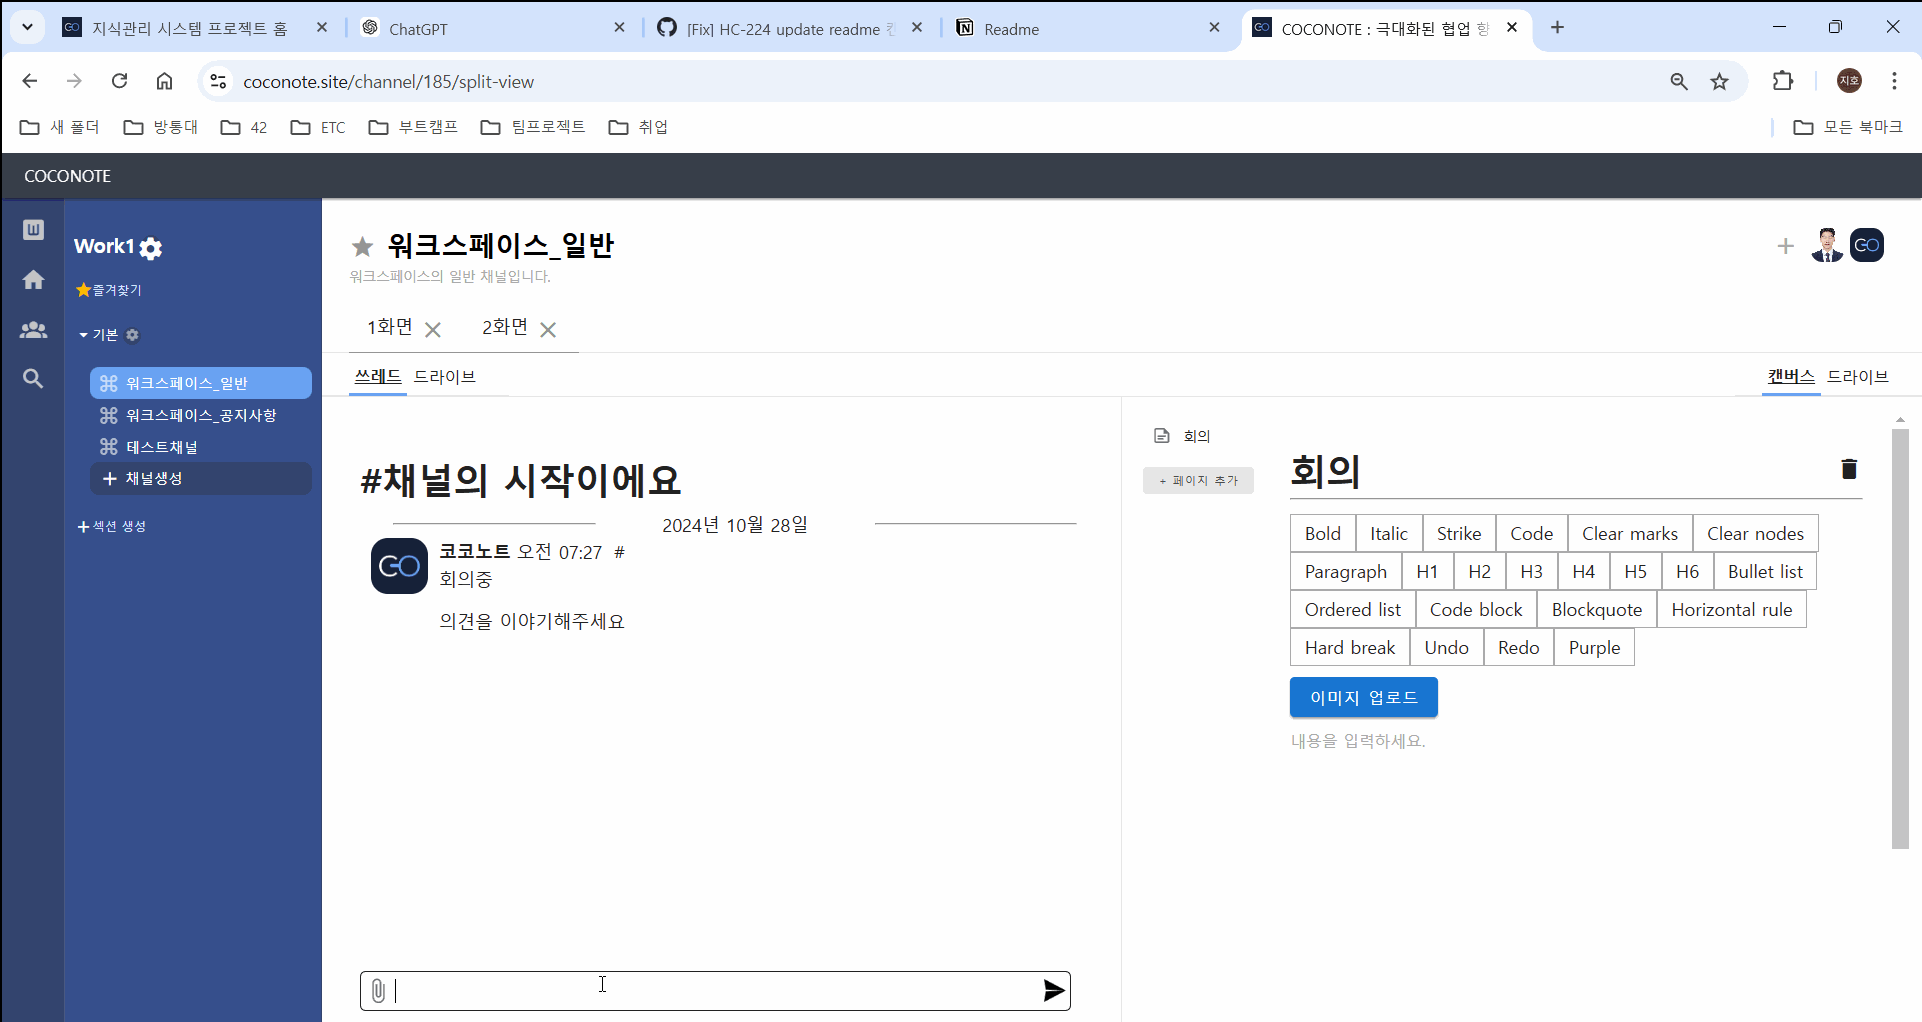 지식관리 시스템 프로젝트 홈
ChatGPT
[Fix] HC-224 update readme
Readme
COCONOTE : 극대화된 협업 향
coconote.site/channel/185/split-view
지호
새 폴더
방통대
42
ETC
부트캠프
팀프로젝트
취업
모든 북마크
COCONOTE
W
Work1
즐겨찾기
기본
워크스페이스_일반
워크스페이스_공지사항
테스트채널
+ 채널생성
+ 섹션 생성
워크스페이스_일반
워크스페이스의 일반 채널입니다.
1화면
2화면
쓰레드 드라이브
캔버스 드라이브
#채널의 시작이에요
2024년 10월 28일
코코노트 오전 07:27 #
회의중
의견을 이야기해주세요
회의
+ 페이지 추가
회의
Bold Italic Strike Code Clear marks Clear nodes
Paragraph H1 H2 H3 H4 H5 H6 Bullet list
Ordered list Code block Blockquote Horizontal rule
Hard break Undo Redo Purple
이미지 업로드
내용을 입력하세요.